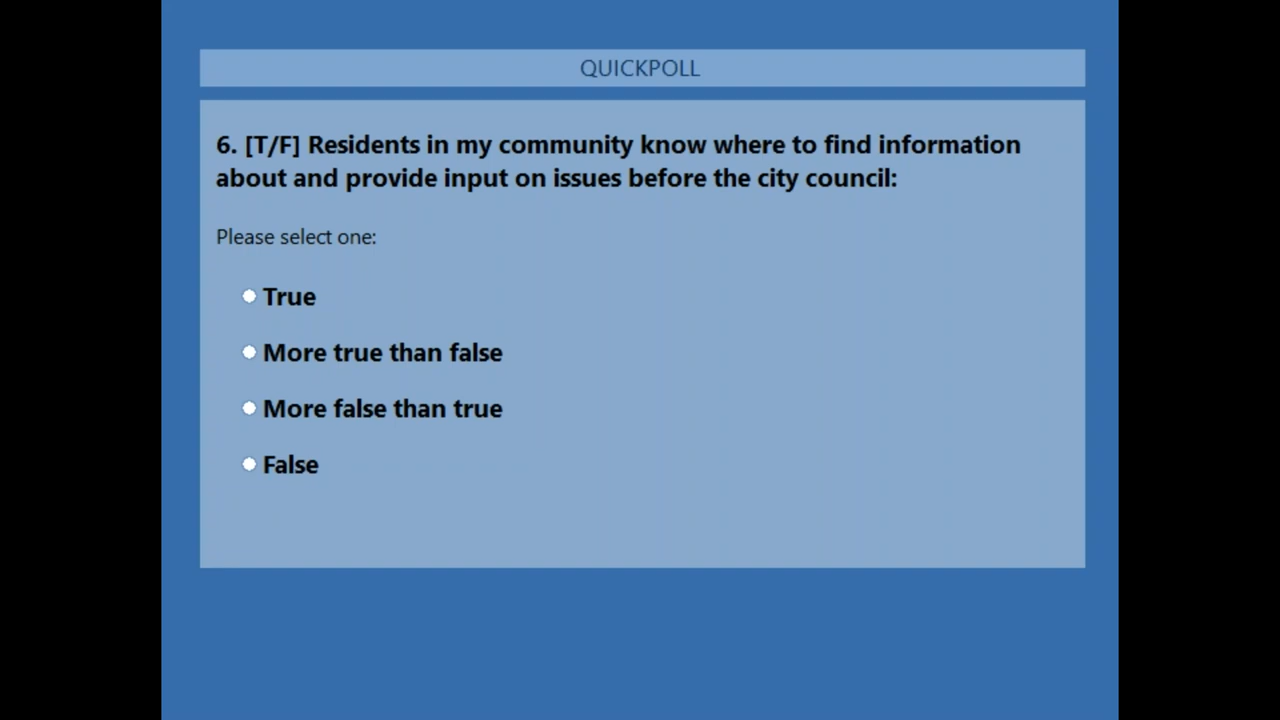 QUICKPOLL
6. [T/F] Residents in my community know where to find information
about and provide input on issues before the city council:
Please select one:
True
More true than false
More false than true
False